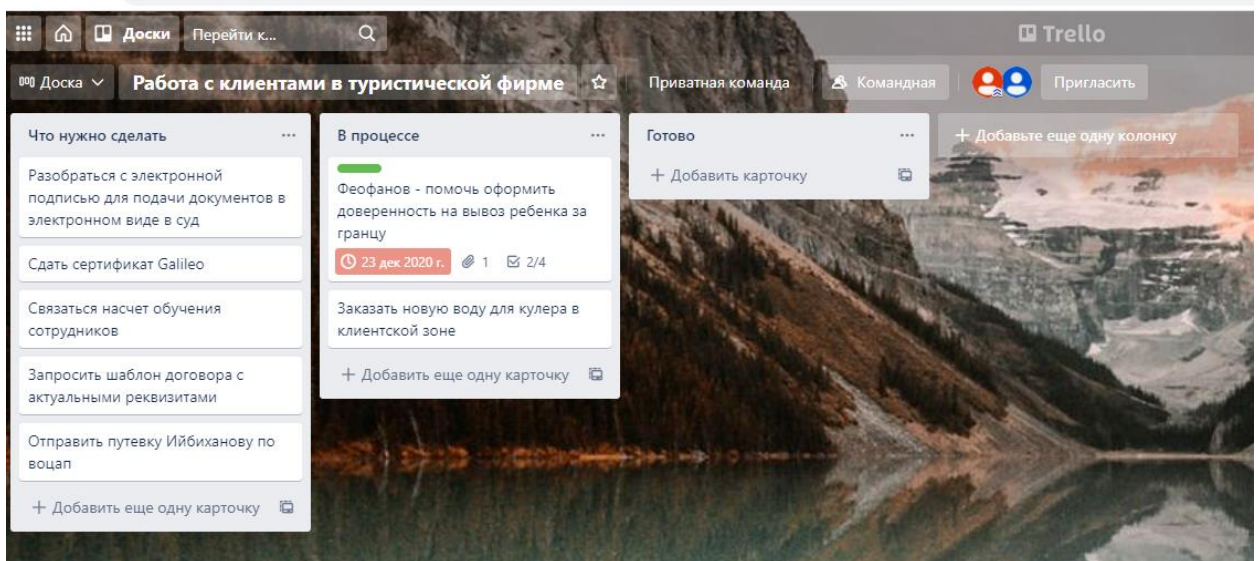 Доски
Перейти к...
Trello
Доска
Работа с клиентами в туристической фирме
Приватная команда
Командная
Пригласить
Что нужно сделать
Разобраться с электронной
подписью для подачи документов в
электронном виде в суд
Сдать сертификат Galileo
Связаться насчет обучения
сотрудников
Запросить шаблон договора с
актуальными реквизитами
Отправить путевку Ийбиханову по
воцап
+ Добавить еще одну карточку
В процессе
Феофанов - помочь оформить
доверенность на вывоз ребенка за
гранцу
23 дек 2020 г. 1 2/4
Заказать новую воду для кулера в
клиентской зоне
+ Добавить еще одну карточку
Готово
+ Добавить карточку
+ Добавьте еще одну колонку